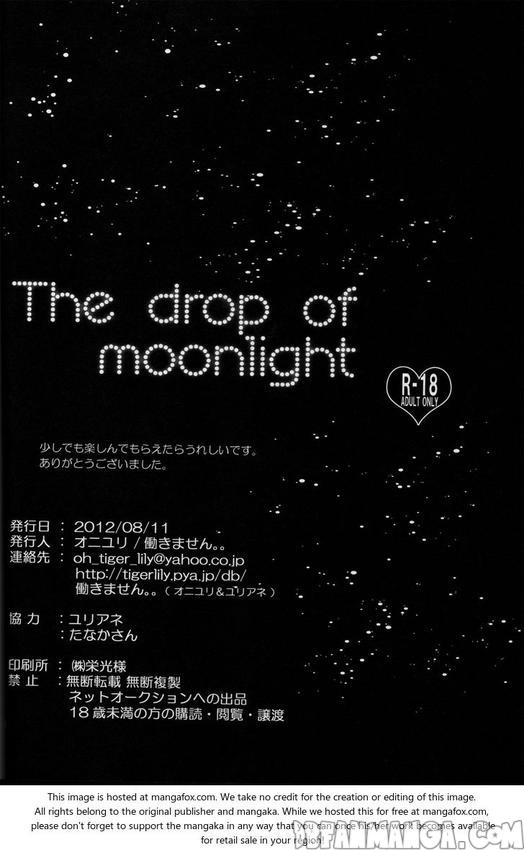 The drop of
moonlight
R-18
ADULT ONLY
少しでも楽しんでもらえたらうれしいです。
ありがとうございました。
発行日 : 2012/08/11
発行人 : オニユリ / 働きません。。
連絡先 : oh_tiger_lily@yahoo.co.jp
http://tigerlily.pya.jp/db/
働きません。。( オニユリ&ユリアネ )
協 力 : ユリアネ
: たなかさん
印刷所 : ㈱栄光様
禁 止 : 無断転載 無断複製
ネットオークションへの出品
18歳未満の方の購読・閲覧・譲渡
This image is hosted at mangafox.com. We take no credit for the creation or editing of this image.
All rights belong to the original publisher and mangaka. While we hosted this for free at mangafox.com,
please don't forget to support the mangaka in any way that you can once his/her work becomes available
for retail sale in your region!
FANMANGA.COM